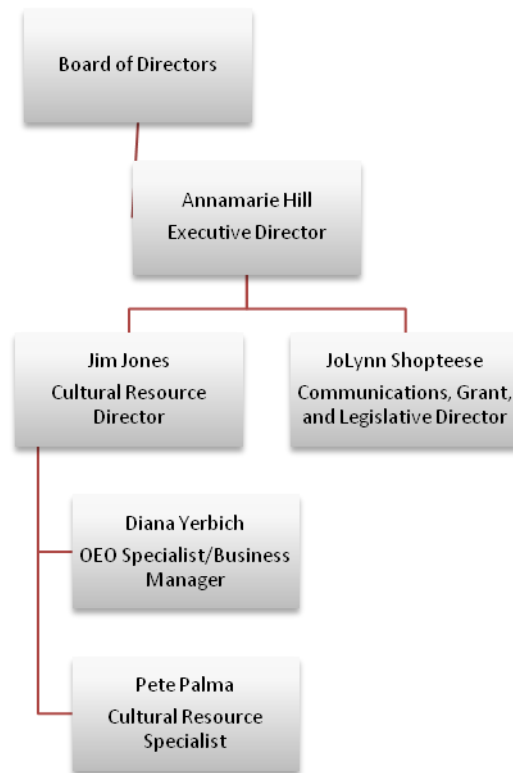 Board of Directors
Annamarie Hill
Executive Director
Jim Jones
Cultural Resource
Director
JoLynn Shopteese
Communications, Grant,
and Legislative Director
Diana Yerbich
OEO Specialist/Business
Manager
Pete Palma
Cultural Resource
Specialist